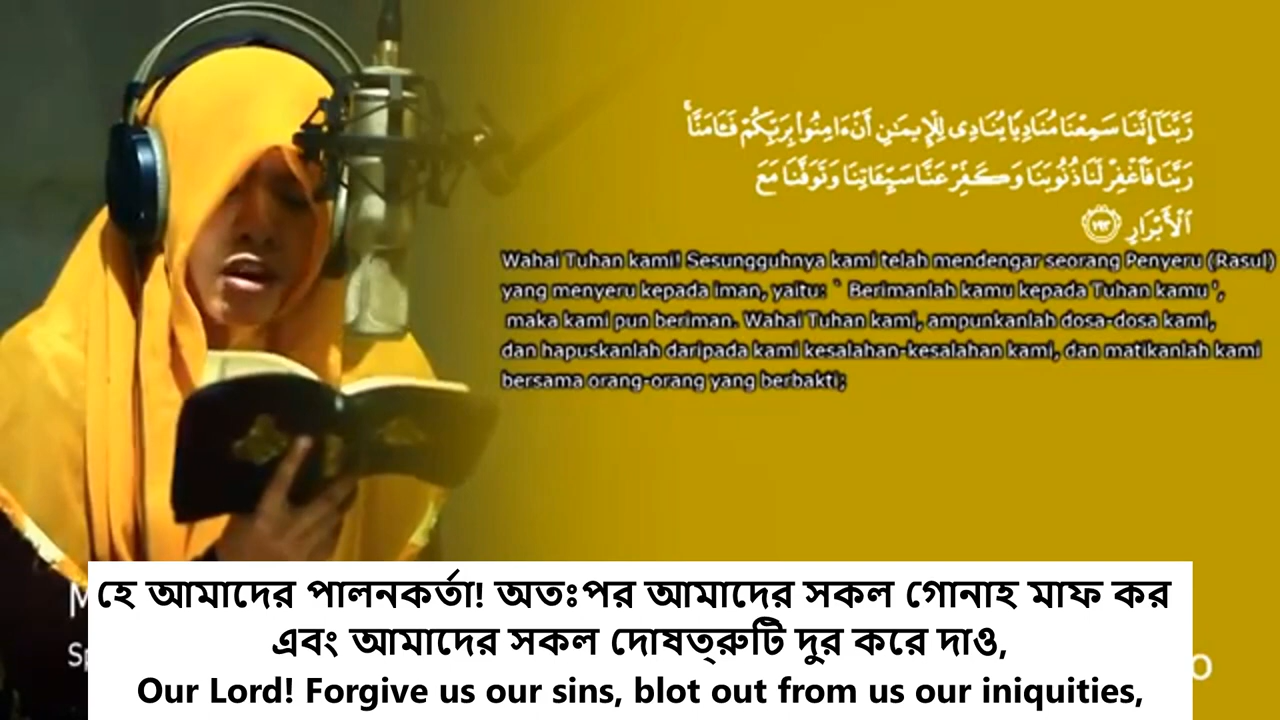 رَّبَّنَآ إِنَّنَا سَمِعْنَا مُنَادِيًا يُنَادِى لِلْإِيمَـٰنِ أَنْ ءَامِنُوا۟ بِرَبِّكُمْ فَـَٔامَنَّا ۚ
رَبَّنَا فَٱغْفِرْ لَنَا ذُنُوبَنَا وَكَفِّرْ عَنَّا سَيِّـَٔاتِنَا وَتَوَفَّنَا مَعَ
ٱلْأَبْرَارِ ١٩٣
Wahai Tuhan kami! Sesungguhnya kami telah mendengar seorang Penyeru (Rasul)
yang menyeru kepada iman, yaitu: ` Berimanlah kamu kepada Tuhan kamu ',
maka kami pun beriman. Wahai Tuhan kami, ampunkanlah dosa-dosa kami,
dan hapuskanlah daripada kami kesalahan-kesalahan kami, dan matikanlah kami
bersama orang-orang yang berbakti;
হে আমাদের পালনকর্তা! অতঃপর আমাদের সকল গোনাহ মাফ কর
এবং আমাদের সকল দোষত্রুটি দুর করে দাও,
Our Lord! Forgive us our sins, blot out from us our iniquities,